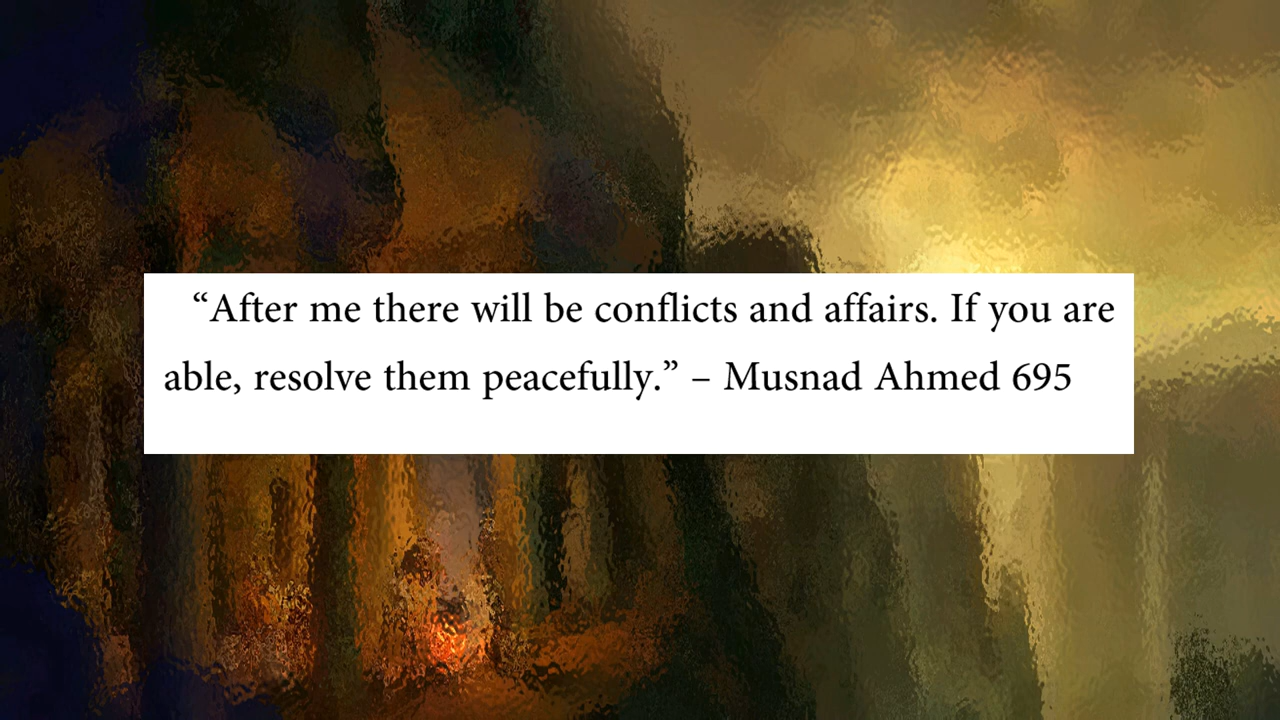 “After me there will be conflicts and affairs. If you are
able, resolve them peacefully.” – Musnad Ahmed 695